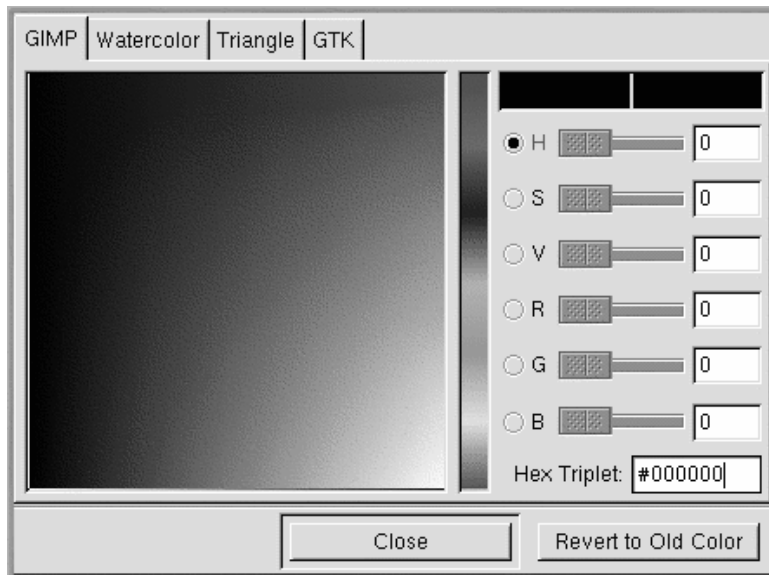 GIMP Watercolor Triangle GTK
H 0
S 0
V 0
R 0
G 0
B 0
Hex Triplet: #000000
Close Revert to Old Color